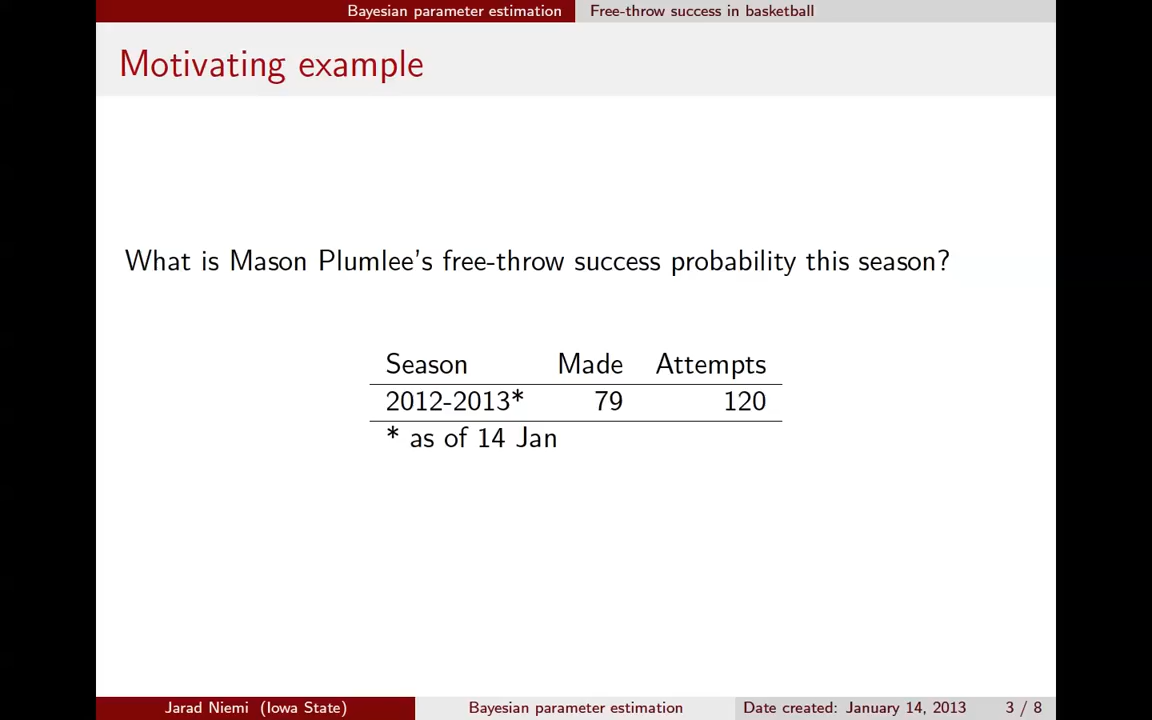 Bayesian parameter estimation Free-throw success in basketball
Motivating example
What is Mason Plumlee's free-throw success probability this season?
Season Made Attempts
2012-2013* 79 120
* as of 14 Jan
Jarad Niemi (Iowa State) Bayesian parameter estimation Date created: January 14, 2013 3 / 8